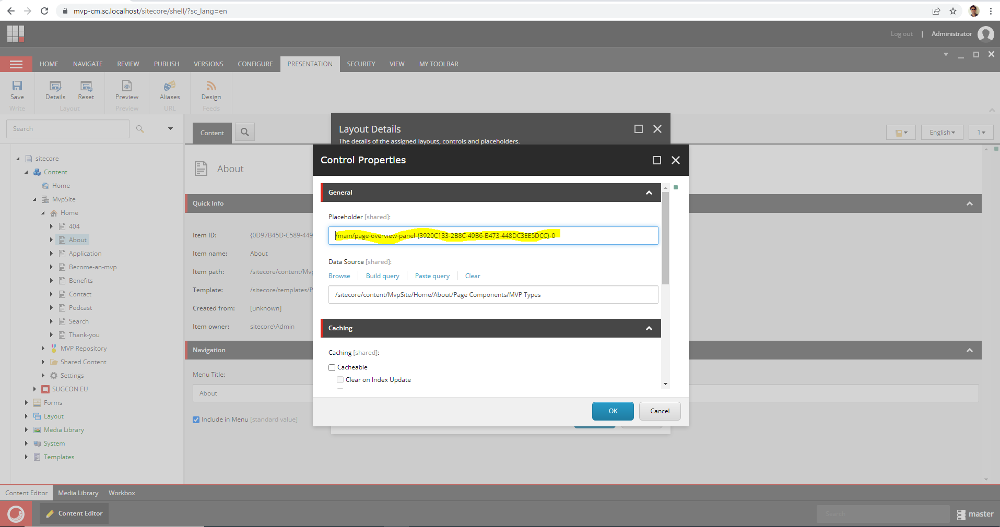 mvp-cm.sc.localhost/sitecore/shell/?sc_lang=en
Log out | Administrator
HOME NAVIGATE REVIEW PUBLISH VERSIONS CONFIGURE PRESENTATION SECURITY VIEW MY TOOLBAR
Save Details Reset Preview Aliases Design
Write Layout Preview URL Feeds
Search
Content
English
1
Layout Details
The details of the assigned layouts, controls and placeholders.
Control Properties
General
Placeholder [shared]:
/main/page-overview-panel-{3920C133-2B8C-49B6-B473-448DC3EE5DCC}-0
Data Source [shared]:
Browse Build query Paste query Clear
/sitecore/content/MvpSite/Home/About/Page Components/MVP Types
Caching
Caching [shared]:
Cacheable
Clear on Index Update
OK Cancel
sitecore
Content
Home
MvpSite
Home
404
About
Application
Become-an-mvp
Benefits
Contact
Podcast
Search
Thank-you
MVP Repository
Shared Content
Settings
SUGCON EU
Forms
Layout
Media Library
System
Templates
About
Quick Info
Item ID: {0D97B45D-C589-449
Item name: About
Item path: /sitecore/content/Mvp
Template: /sitecore/templates/P
Created from: [unknown]
Item owner: sitecore\Admin
Navigation
Menu Title:
About
Include in Menu [standard value]
Content Editor Media Library Workbox
Content Editor
Search
master